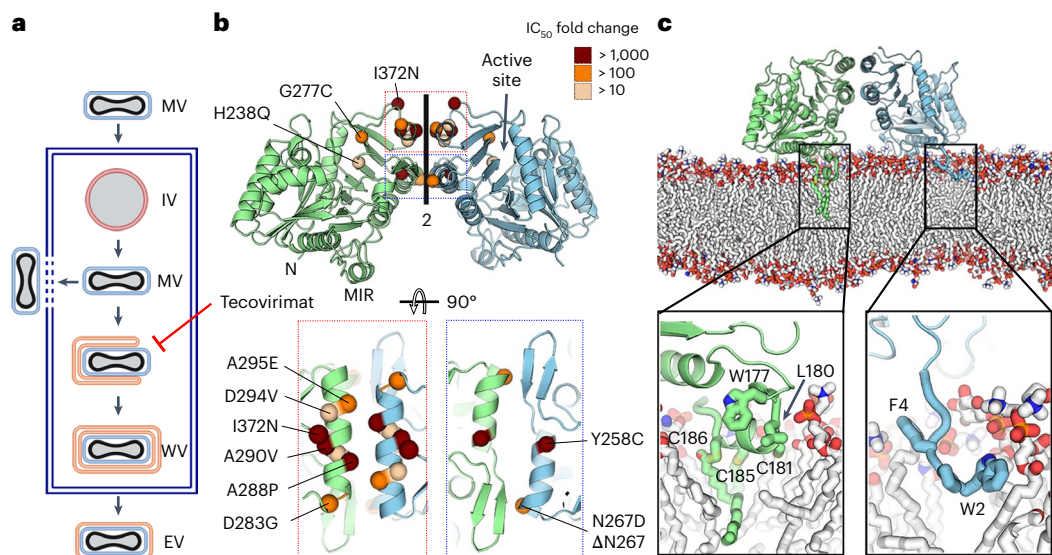 a
MV
IV
MV
WV
EV
Tecovirimat
b
IC50 fold change
> 1,000
> 100
> 10
I372N
G277C
H238Q
Active
site
2
N
MIR
90°
A295E
D294V
I372N
A290V
A288P
D283G
Y258C
N267D
ΔN267
c
W177
L180
C186
C185
C181
F4
W2